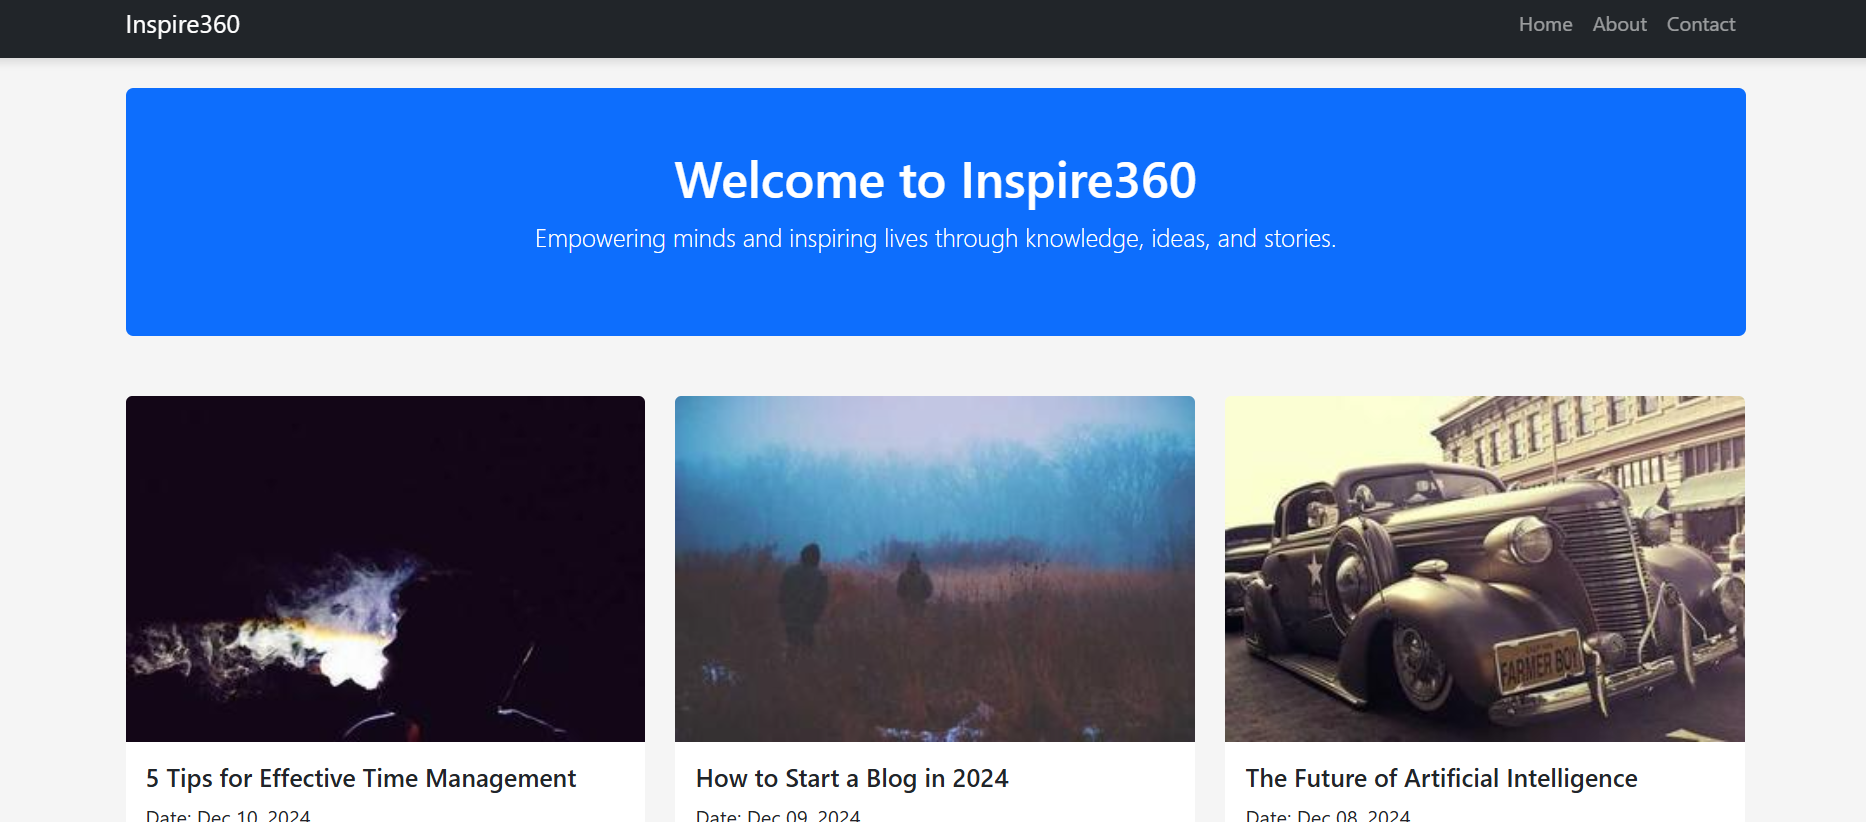 Inspire360
Home About Contact
Welcome to Inspire360
Empowering minds and inspiring lives through knowledge, ideas, and stories.
FARMER BOY
5 Tips for Effective Time Management
How to Start a Blog in 2024
The Future of Artificial Intelligence
Date: Dec 10, 2024
Date: Dec 09, 2024
Date: Dec 08, 2024